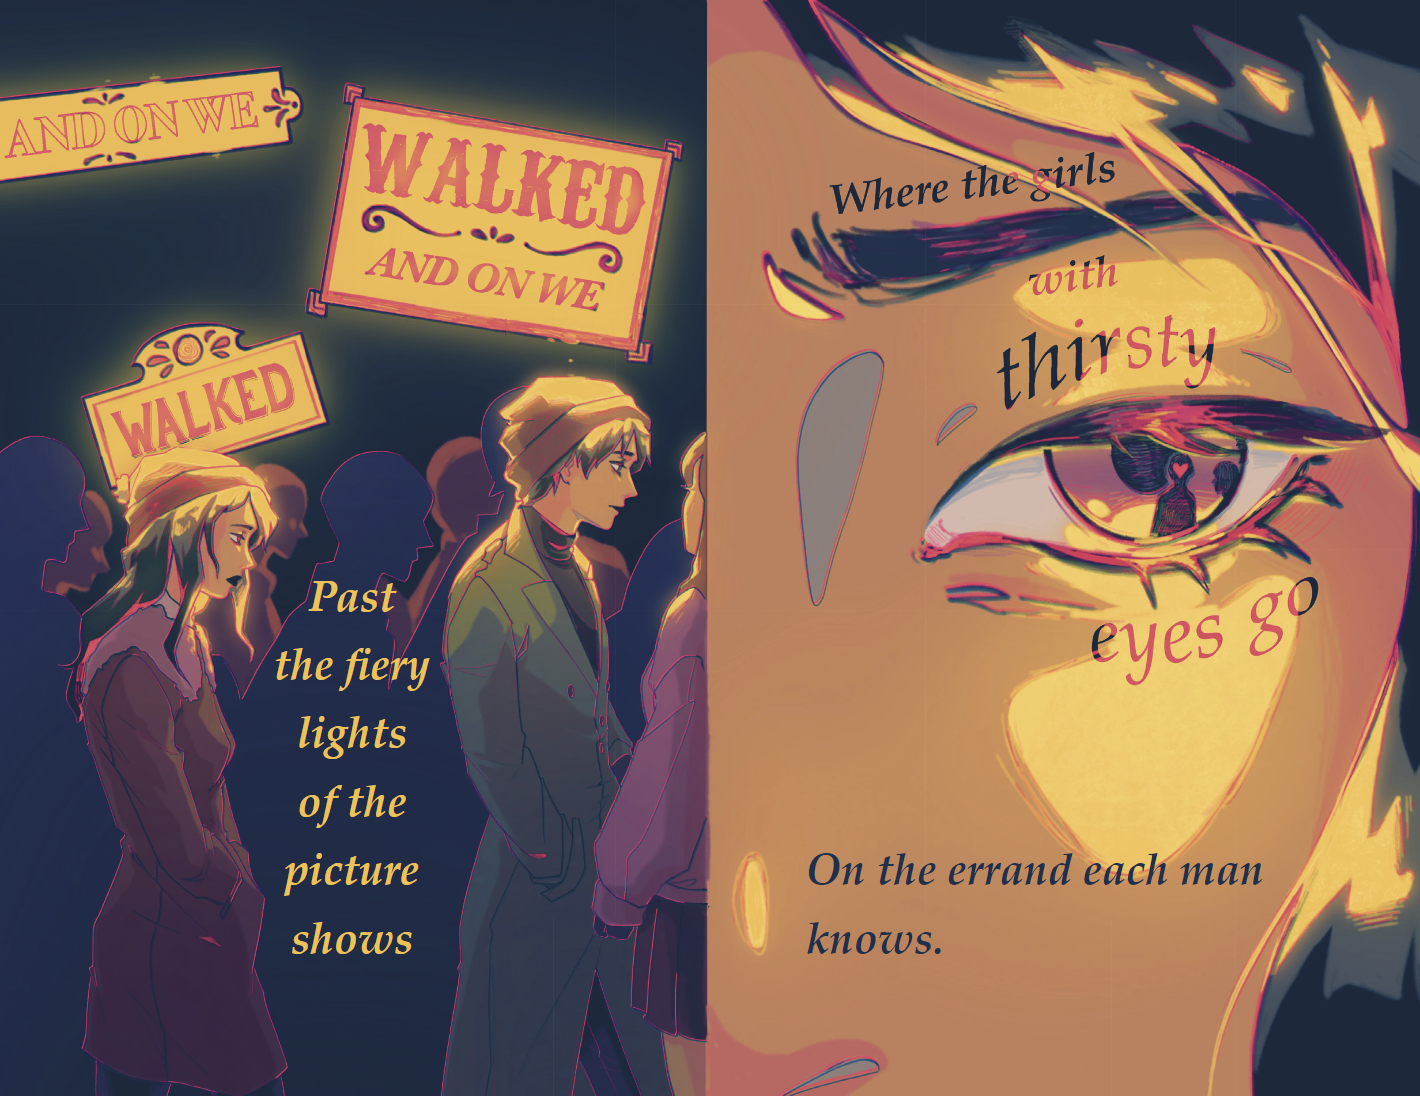 AND ON WE
WALKED
AND ON WE
WALKED
Past
the fiery
lights
of the
picture
shows
Where the girls
with
thirsty
eyes go
On the errand each man
knows.